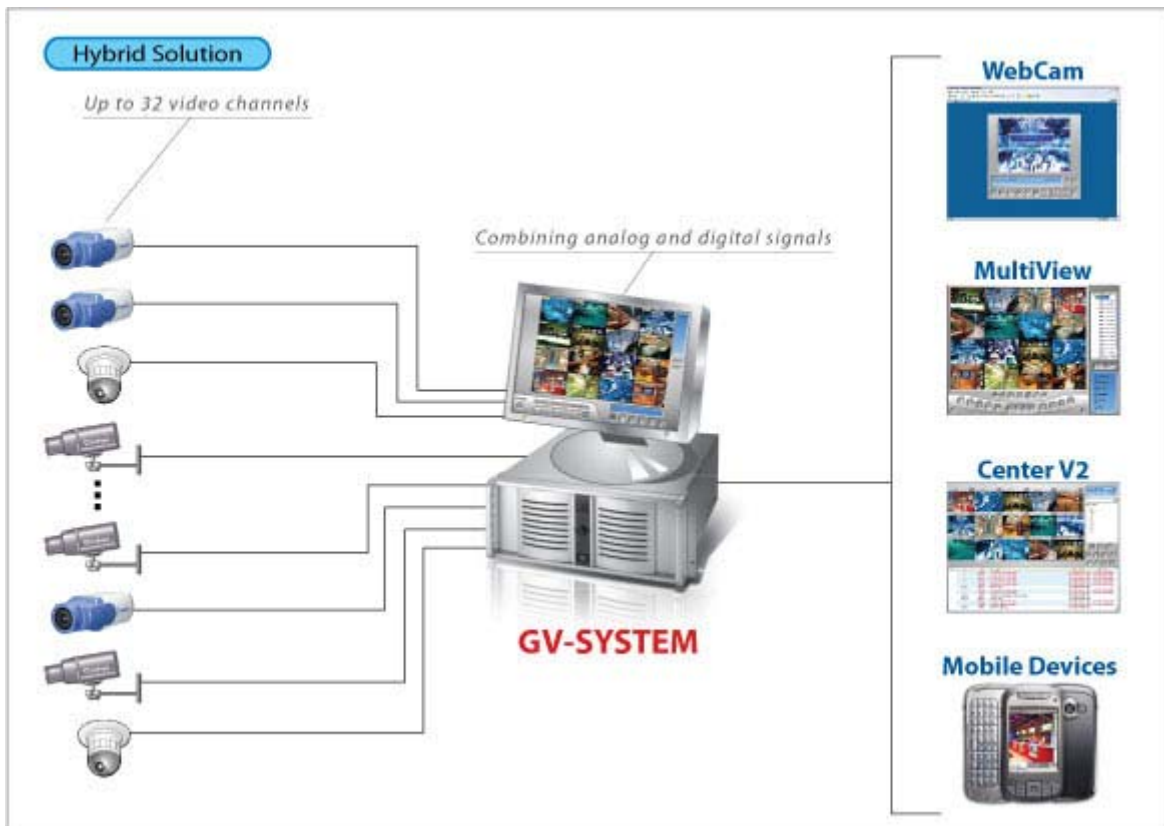 Hybrid Solution
Up to 32 video channels
Combining analog and digital signals
GV-SYSTEM
WebCam
MultiView
Center V2
Mobile Devices